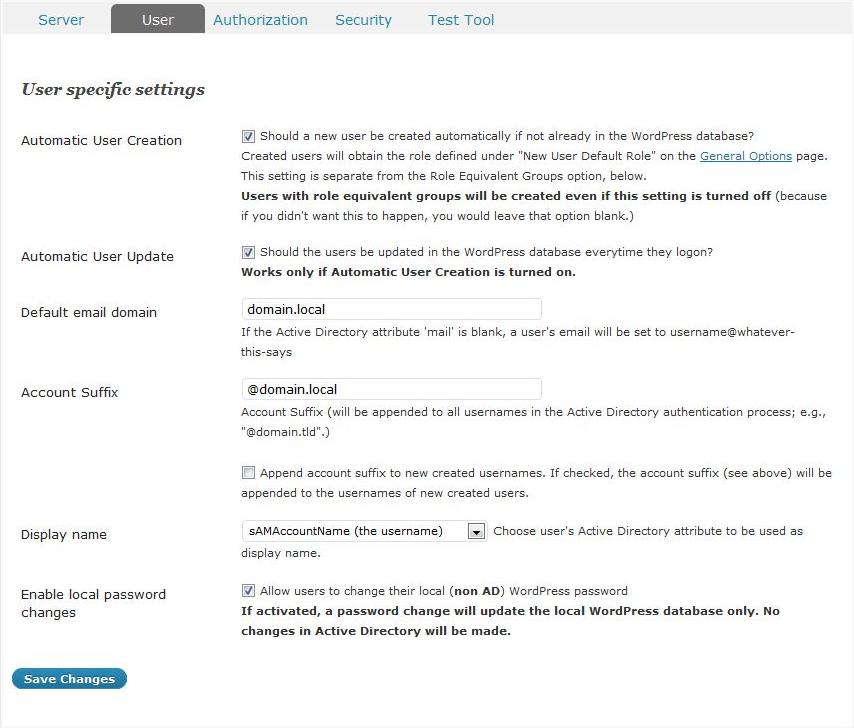 Server User Authorization Security Test Tool
User specific settings
Automatic User Creation
Should a new user be created automatically if not already in the WordPress database?
Created users will obtain the role defined under "New User Default Role" on the General Options page.
This setting is separate from the Role Equivalent Groups option, below.
Users with role equivalent groups will be created even if this setting is turned off (because
if you didn't want this to happen, you would leave that option blank.)
Automatic User Update
Should the users be updated in the WordPress database everytime they logon?
Works only if Automatic User Creation is turned on.
Default email domain
domain.local
If the Active Directory attribute 'mail' is blank, a user's email will be set to username@whatever-
this-says
Account Suffix
@domain.local
Account Suffix (will be appended to all usernames in the Active Directory authentication process; e.g.,
"@domain.tld".)
Append account suffix to new created usernames. If checked, the account suffix (see above) will be
appended to the usernames of new created users.
Display name
sAMAccountName (the username) Choose user's Active Directory attribute to be used as
display name.
Enable local password
changes
Allow users to change their local (non AD) WordPress password
If activated, a password change will update the local WordPress database only. No
changes in Active Directory will be made.
Save Changes